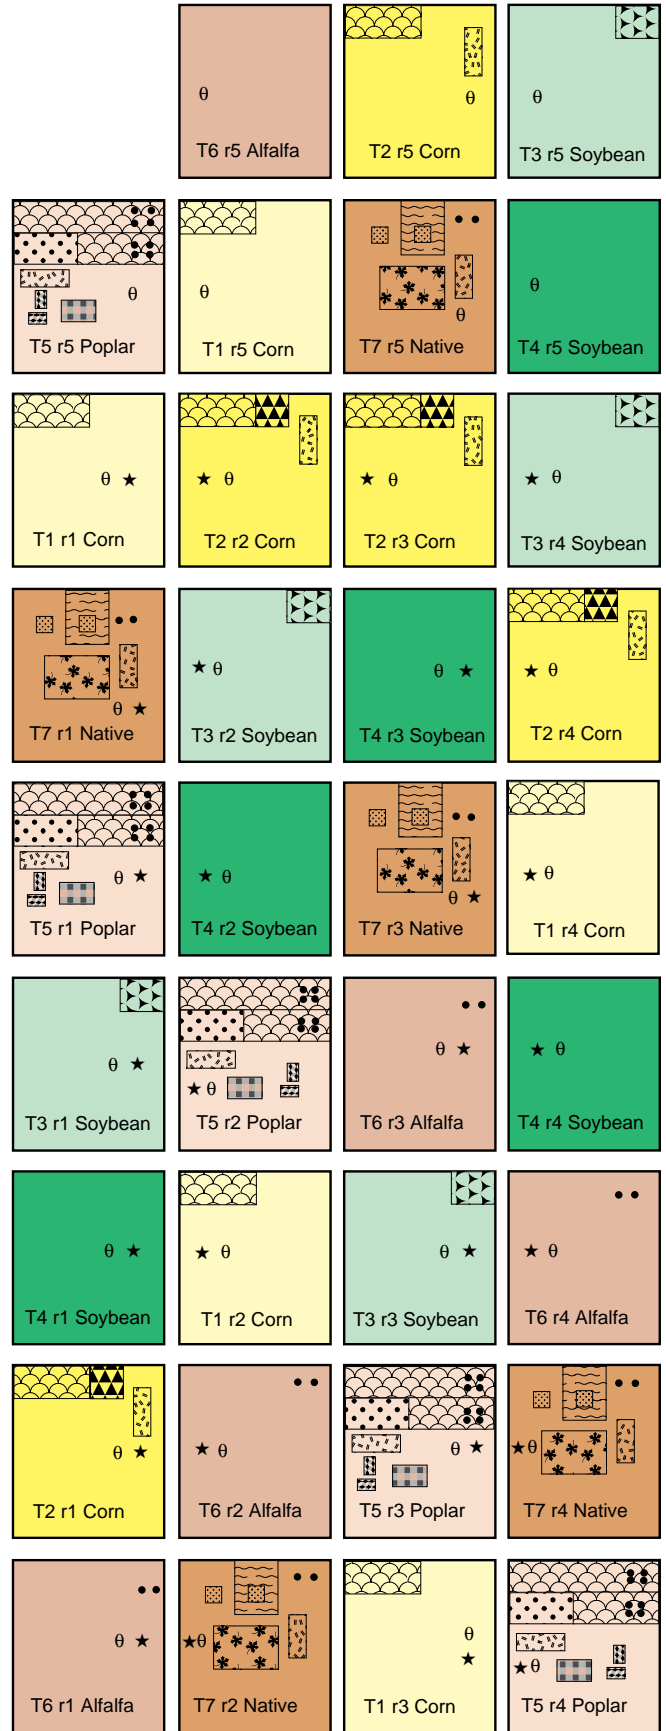 θ θ θ
T6 r5 Alfalfa T2 r5 Corn T3 r5 Soybean
θ θ θ θ
T5 r5 Poplar T1 r5 Corn T7 r5 Native T4 r5 Soybean
θ ★ ★ θ ★ θ ★ θ
T1 r1 Corn T2 r2 Corn T2 r3 Corn T3 r4 Soybean
θ ★ ★ θ θ ★ ★ θ
T7 r1 Native T3 r2 Soybean T4 r3 Soybean T2 r4 Corn
θ ★ ★ θ θ ★ ★ θ
T5 r1 Poplar T4 r2 Soybean T7 r3 Native T1 r4 Corn
θ ★ ★ θ θ ★ ★ θ
T3 r1 Soybean T5 r2 Poplar T6 r3 Alfalfa T4 r4 Soybean
θ ★ ★ θ θ ★ ★ θ
T4 r1 Soybean T1 r2 Corn T3 r3 Soybean T6 r4 Alfalfa
θ ★ ★ θ θ ★ ★ θ
T2 r1 Corn T6 r2 Alfalfa T5 r3 Poplar T7 r4 Native
θ ★ ★ θ θ ★ ★ θ
T6 r1 Alfalfa T7 r2 Native T1 r3 Corn T5 r4 Poplar